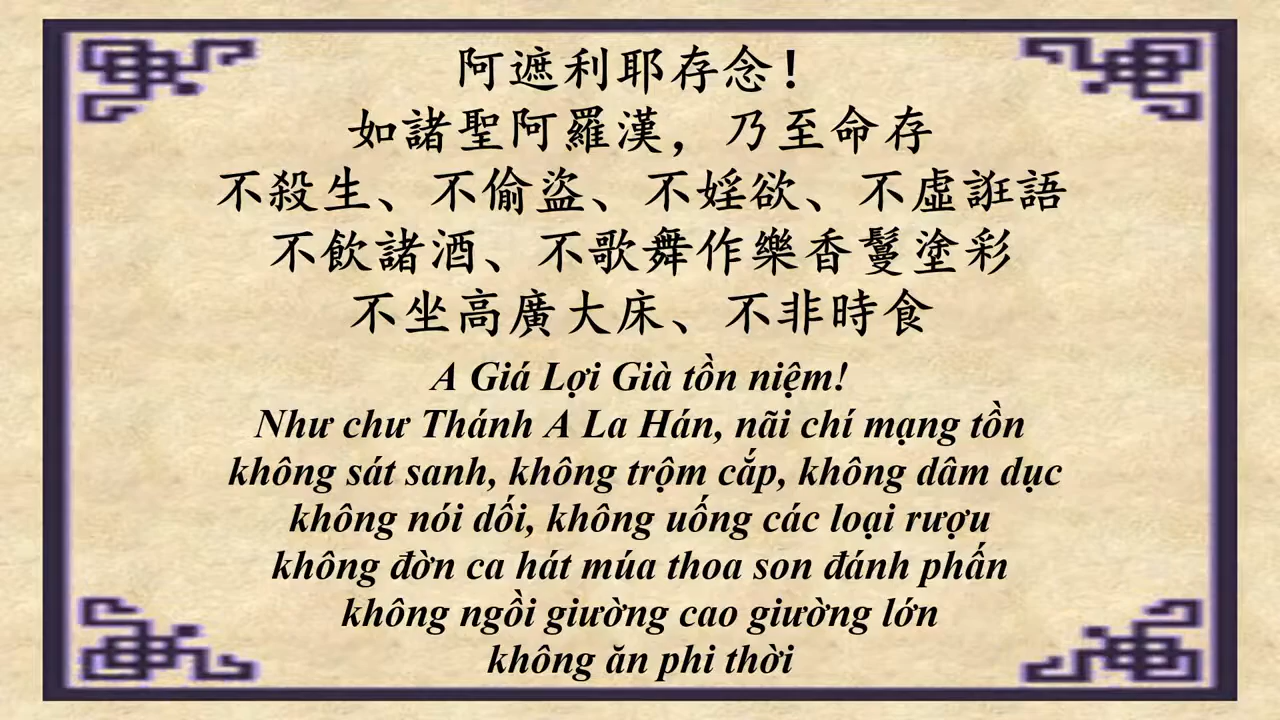 阿遮利耶存念！
如諸聖阿羅漢，乃至命存
不殺生、不偷盜、不婬欲、不虛誑語
不飲諸酒、不歌舞作樂香鬘塗彩
不坐高廣大床、不非時食
A Giá Lợi Già tồn niệm!
Như chư Thánh A La Hán, nãi chí mạng tồn
không sát sanh, không trộm cắp, không dâm dục
không nói dối, không uống các loại rượu
không đờn ca hát múa thoa son đánh phấn
không ngồi giường cao giường lớn
không ăn phi thời